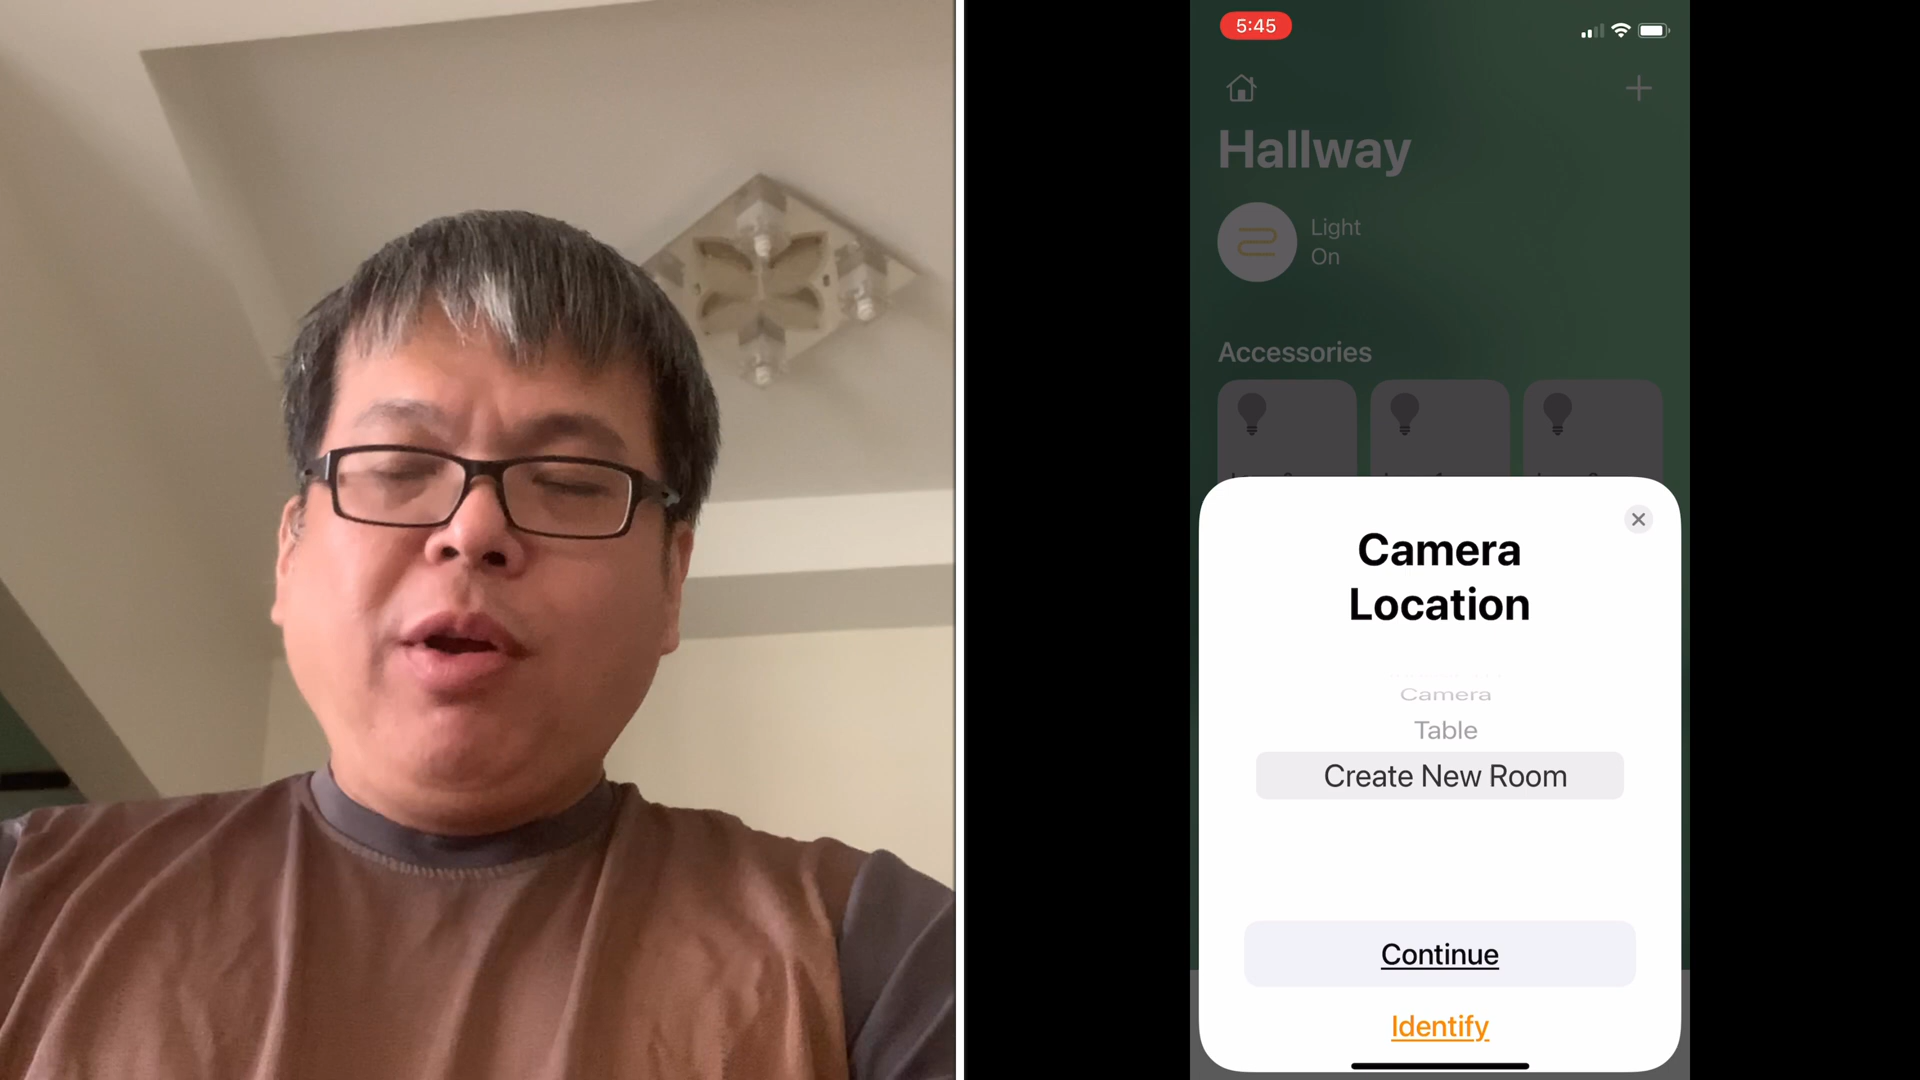 5:45
Hallway
Light
On
Accessories
Camera
Location
Camera
Table
Create New Room
Continue
Identify